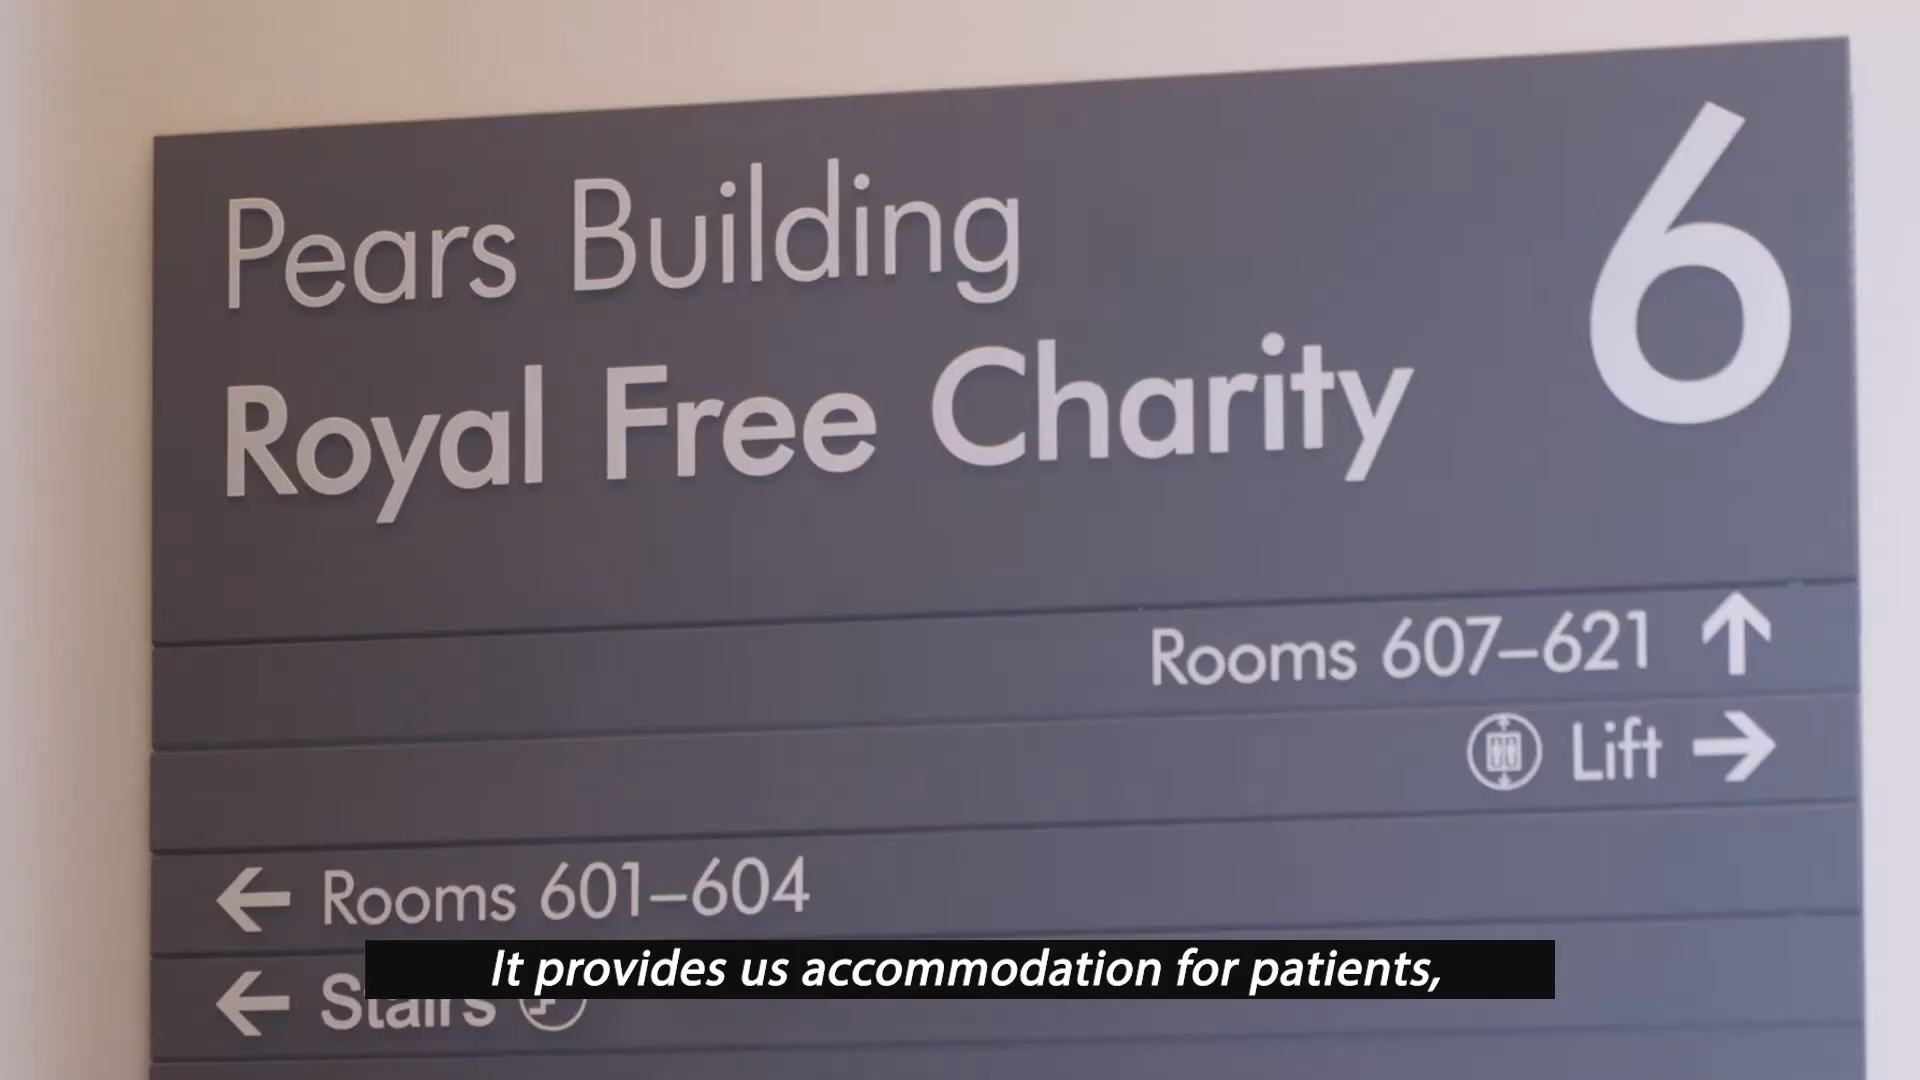 Pears Building
Royal Free Charity
6
Rooms 607–621
Lift
Rooms 601–604
Stairs
It provides us accommodation for patients,